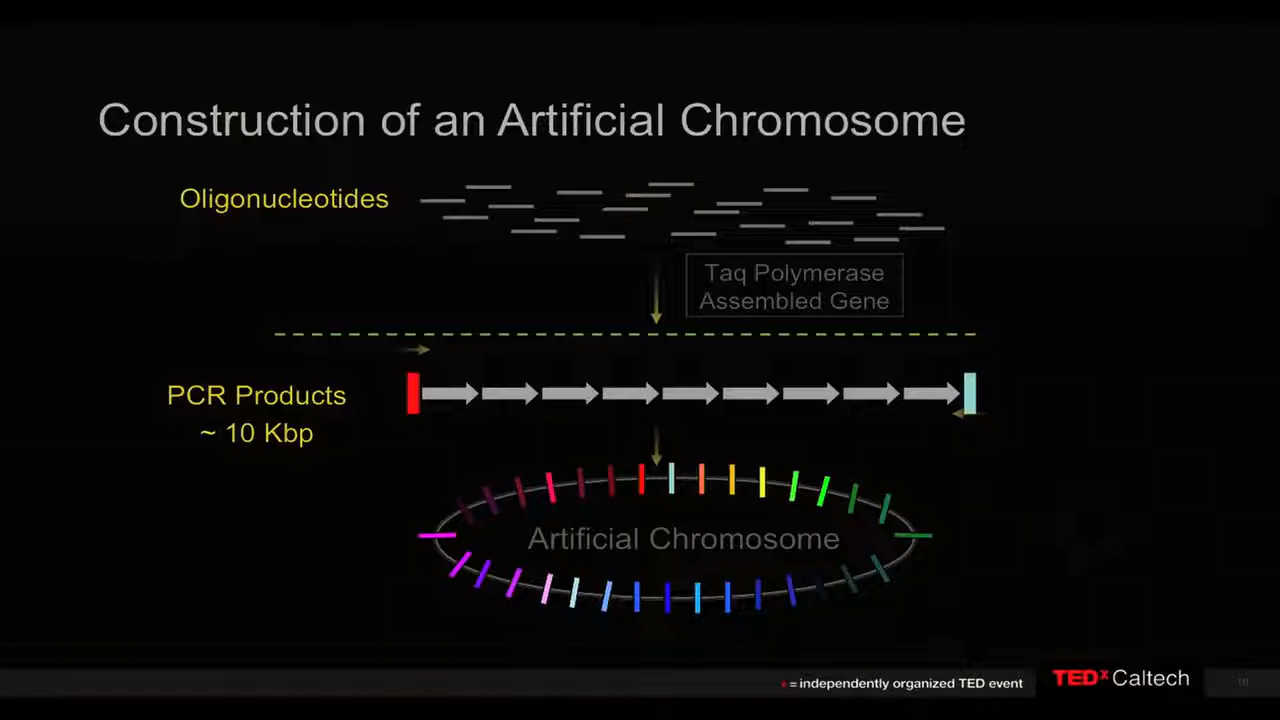 Construction of an Artificial Chromosome
Oligonucleotides
Taq Polymerase
Assembled Gene
PCR Products
~ 10 Kbp
Artificial Chromosome
x = independently organized TED event
TEDxCaltech